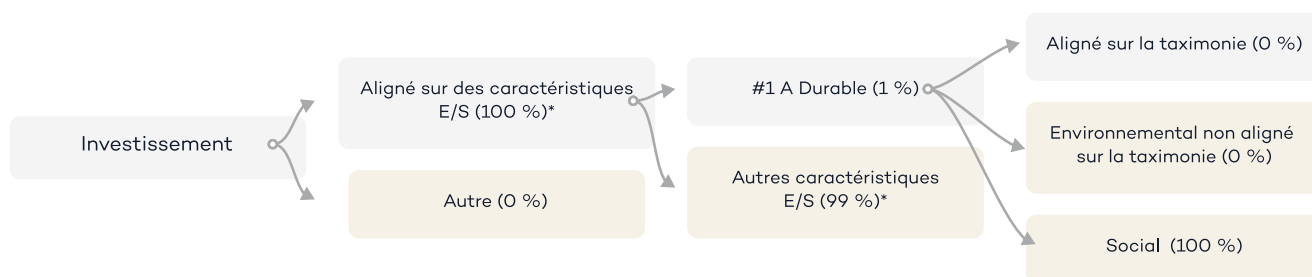 Investissement
Aligné sur des caractéristiques
E/S (100 %)*
Autre (0 %)
#1 A Durable (1 %)
Autres caractéristiques
E/S (99 %)*
Aligné sur la taximonie (0 %)
Environnemental non aligné
sur la taximonie (0 %)
Social (100 %)